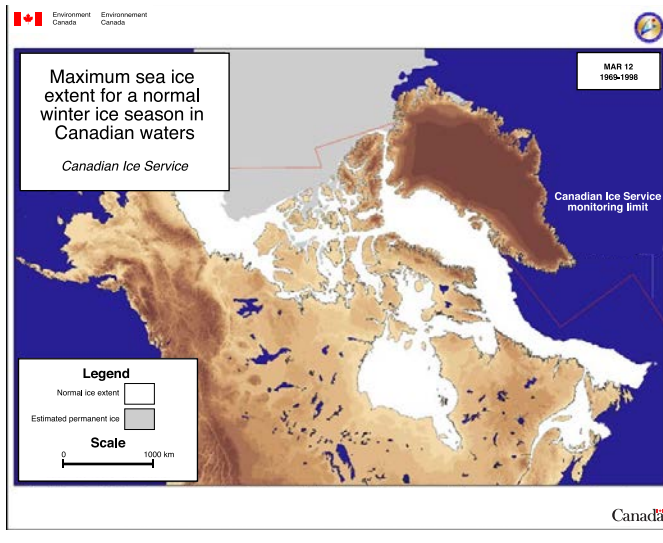 Environment Environnement
Canada Canada
Maximum sea ice
extent for a normal
winter ice season in
Canadian waters
Canadian Ice Service
MAR 12
1969-1998
Canadian Ice Service
monitoring limit
Legend
Normal ice extent
Estimated permanent ice
Scale
0 1000 km
Canada